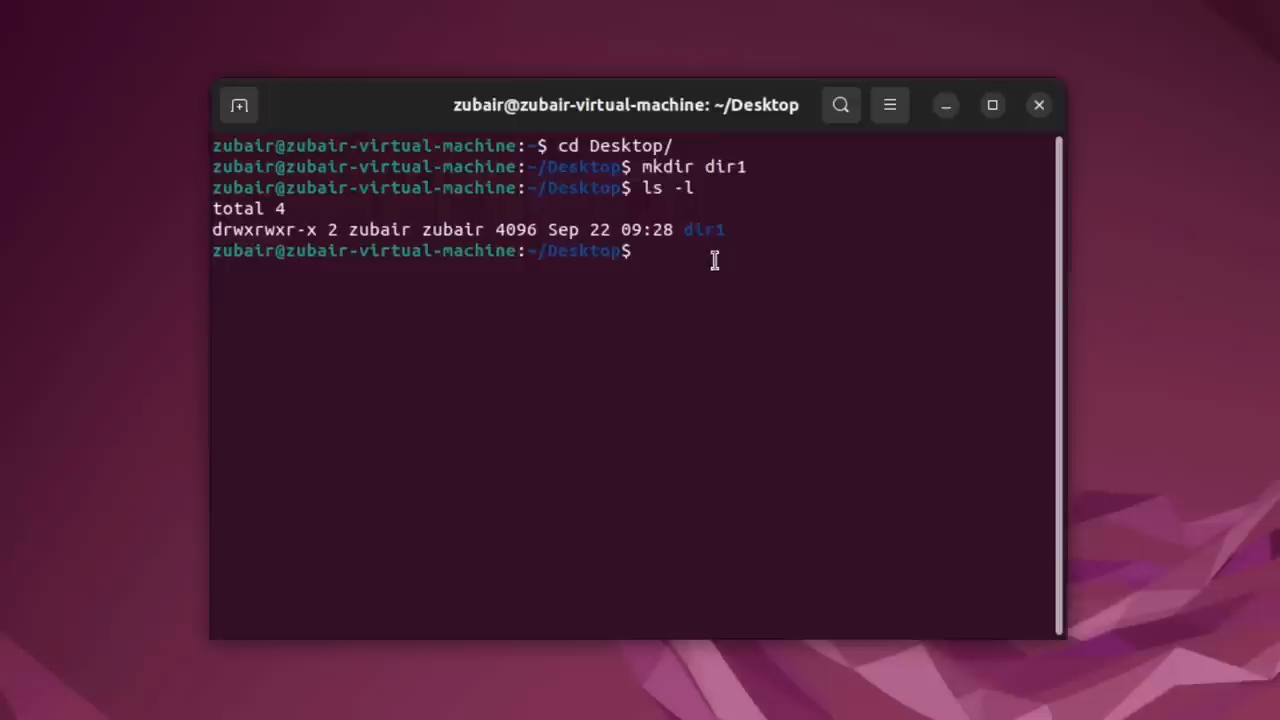 zubair@zubair-virtual-machine: ~/Desktop
zubair@zubair-virtual-machine:~$ cd Desktop/
zubair@zubair-virtual-machine:~/Desktop$ mkdir dir1
zubair@zubair-virtual-machine:~/Desktop$ ls -l
total 4
drwxrwxr-x 2 zubair zubair 4096 Sep 22 09:28 dir1
zubair@zubair-virtual-machine:~/Desktop$